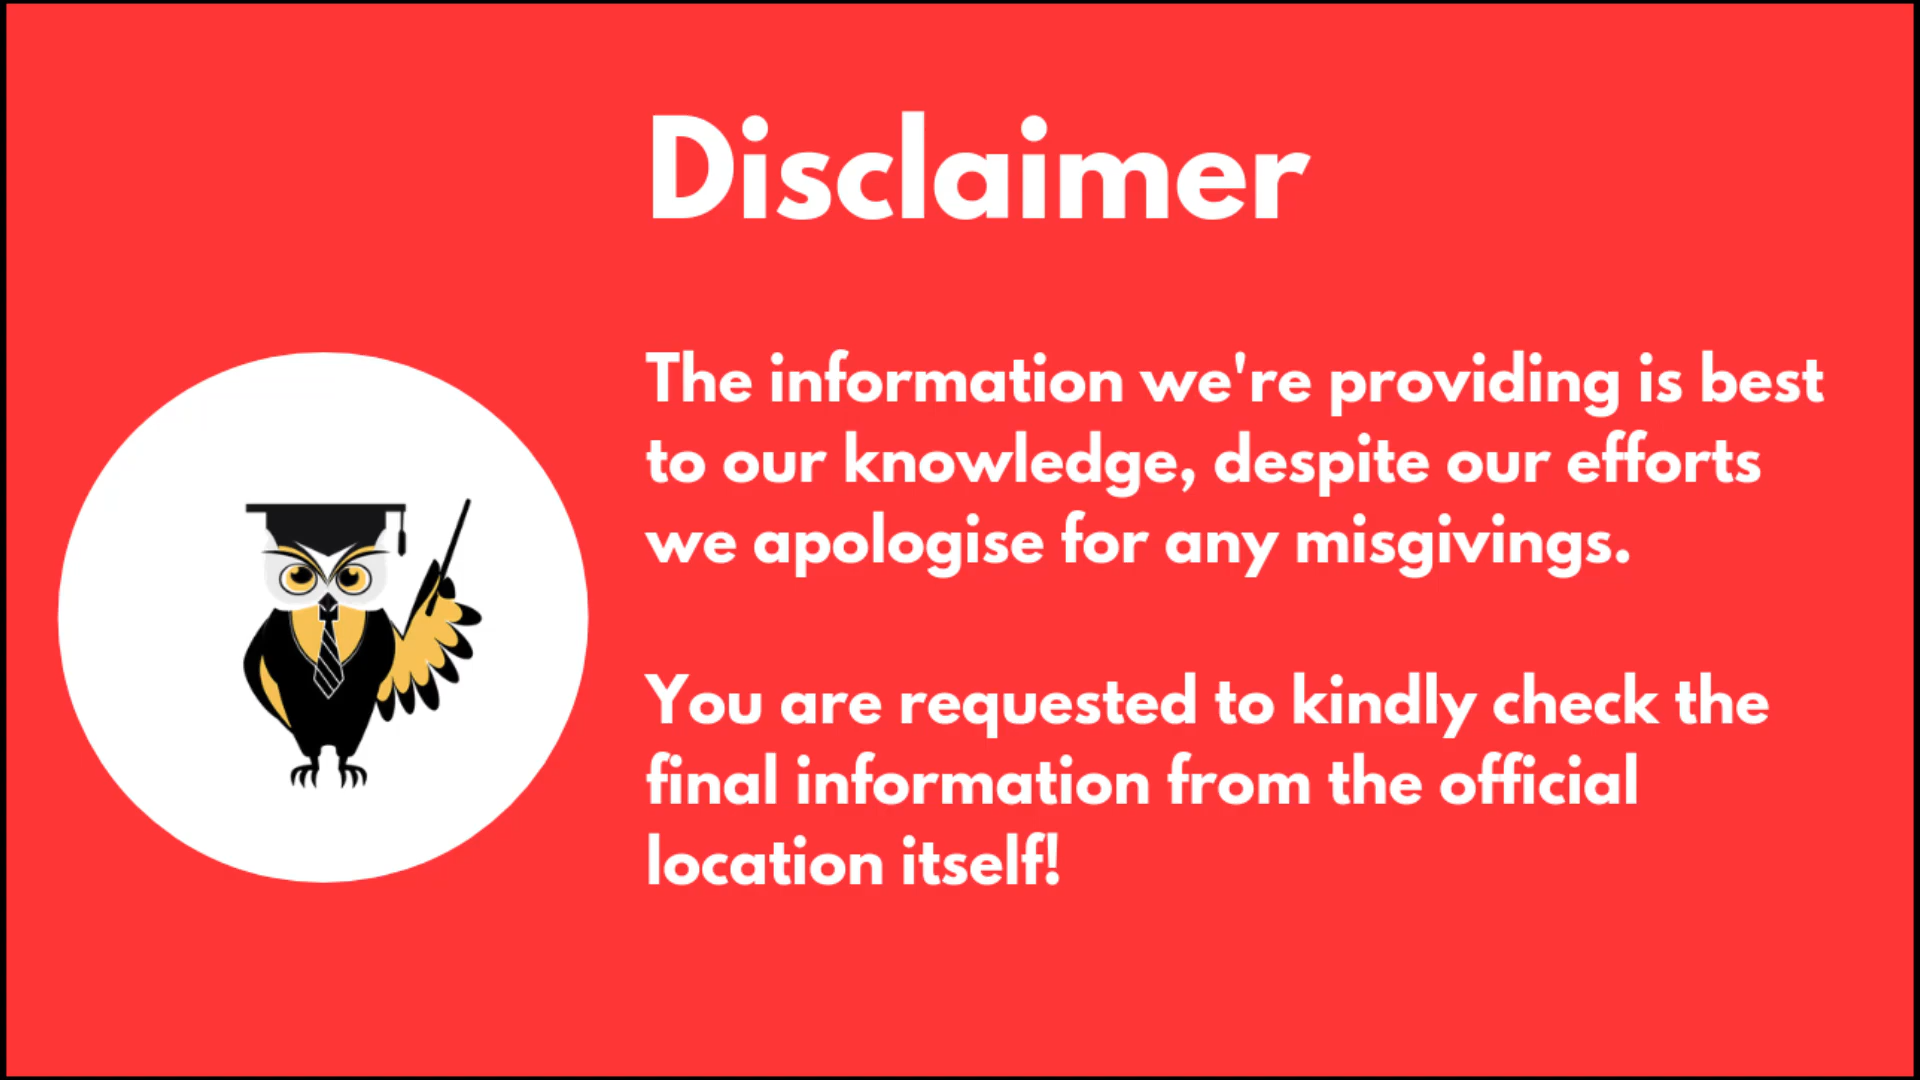 Disclaimer
The information we're providing is best
to our knowledge, despite our efforts
we apologise for any misgivings.
You are requested to kindly check the
final information from the official
location itself!